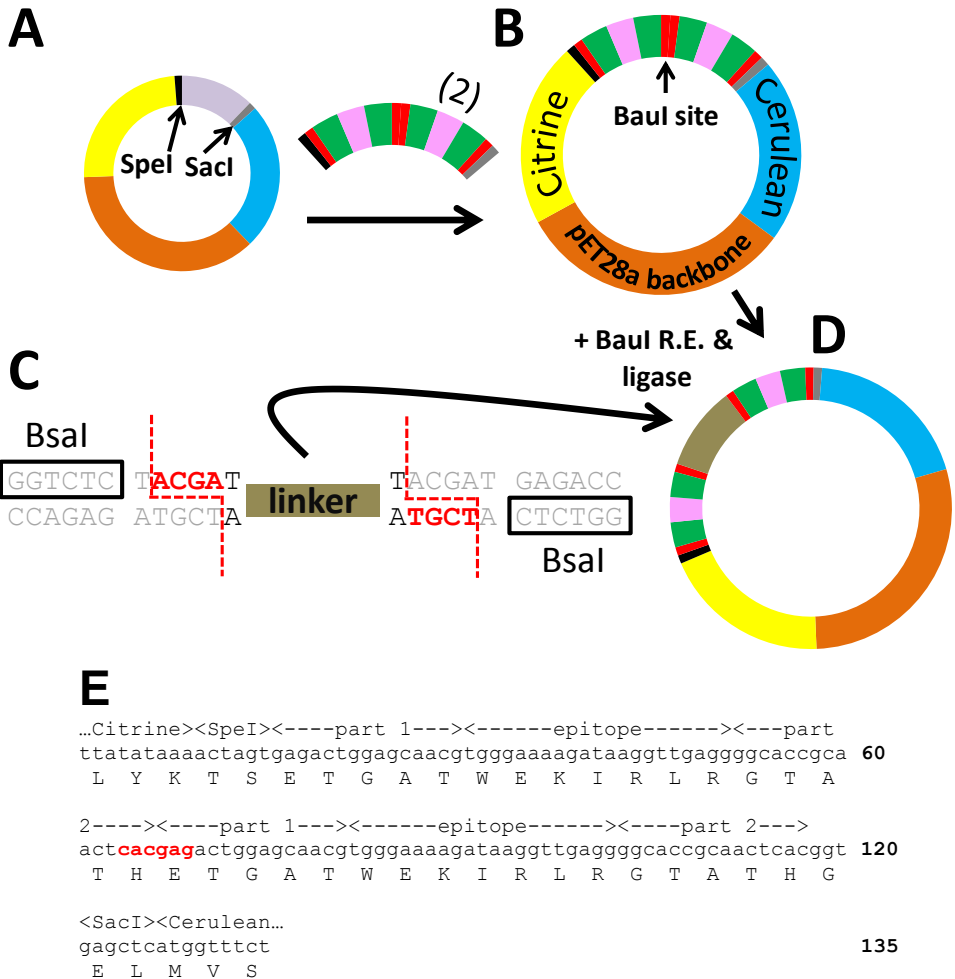 A
B
(2)
SpeI
SacI
BauI site
Citrine
Cerulean
pET28a backbone
+ BauI R.E. &
ligase
D
C
BsaI
GGTCTC TACGAT TACGAT GAGACC
linker
CCAGAG ATGCTA ATGCTA CTCTGG
BsaI
E
…Citrine><SpeI><----part 1---><------epitope------><---part
ttatataaaactagtgagactggagcaacgtgggaaaagataaggttgaggggcaccgca 60
L Y K T S E T G A T W E K I R L R G T A
2----><----part 1---><------epitope------><----part 2--->
actcacgagactggagcaacgtgggaaaagataaggttgaggggcaccgcaactcacggt 120
T H E T G A T W E K I R L R G T A T H G
<SacI><Cerulean…
gagctcatggtttct 135
E L M V S